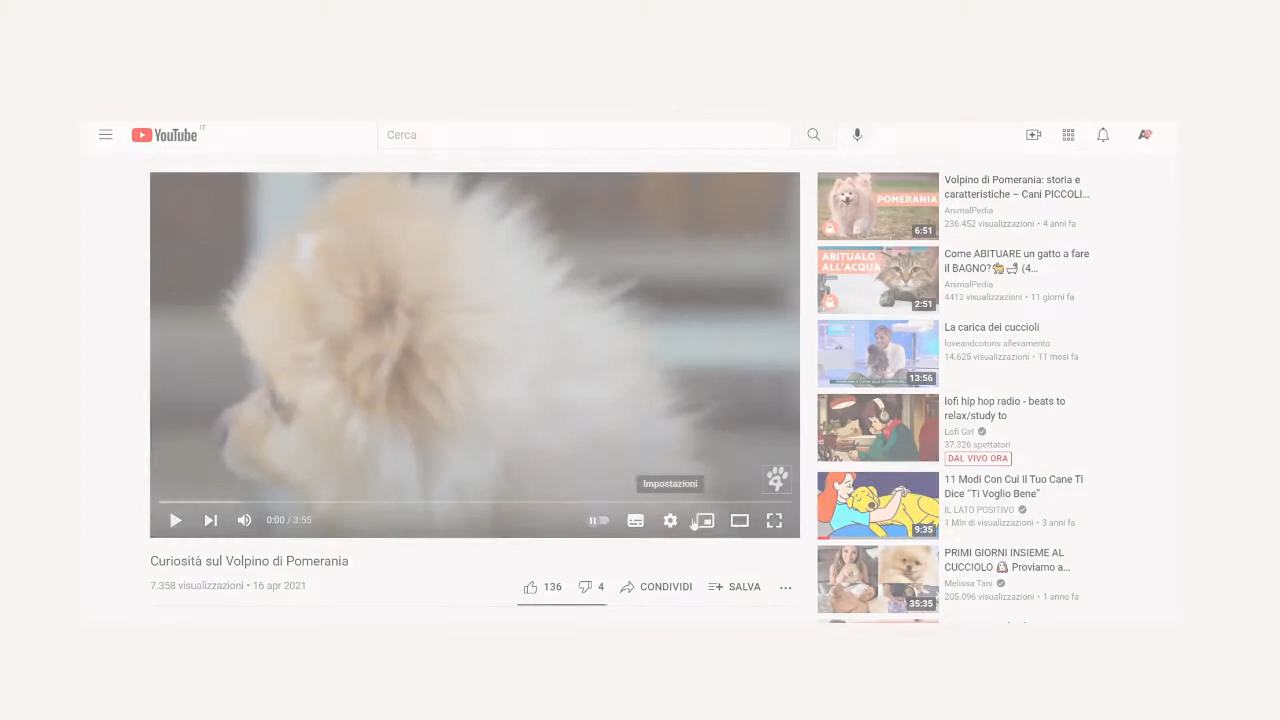 YouTube IT
Cerca
Impostazioni
0:00 / 3:55
Curiosità sul Volpino di Pomerania
7.358 visualizzazioni • 16 apr 2021
136
4
CONDIVIDI
SALVA
POMERANIA
6:51
Volpino di Pomerania: storia e
caratteristiche – Cani PICCOLI...
AnimalPedia
236.452 visualizzazioni • 4 anni fa
ABITUALO
ALL'ACQUA
2:51
Come ABITUARE un gatto a fare
il BAGNO?🐈🛁 (4...
AnimalPedia
4412 visualizzazioni • 11 giorni fa
13:56
La carica dei cuccioli
loveandcotons allevamento
14.625 visualizzazioni • 11 mesi fa
lofi hip hop radio - beats to
relax/study to
Lofi Girl
37.326 spettatori
DAL VIVO ORA
9:35
11 Modi Con Cui Il Tuo Cane Ti
Dice “Ti Voglio Bene”
IL LATO POSITIVO
1 Mln di visualizzazioni • 3 anni fa
35:35
PRIMI GIORNI INSIEME AL
CUCCIOLO 🐶 Proviamo a...
Melissa Tani
205.096 visualizzazioni • 1 anno fa